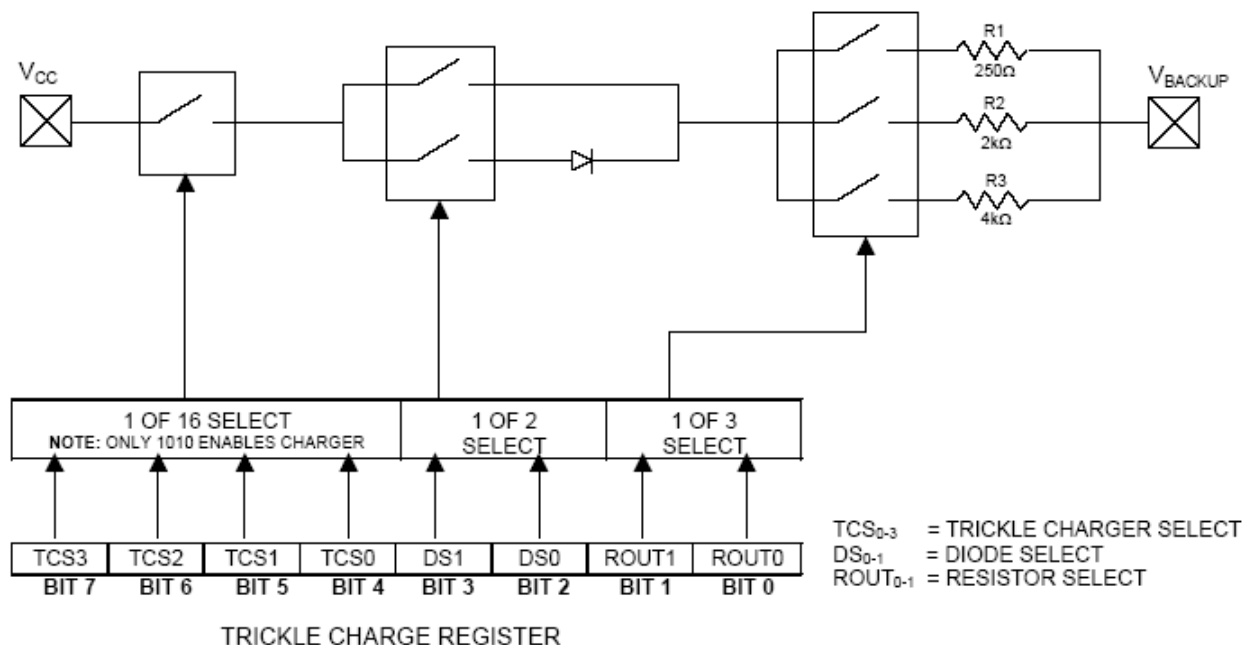 V_CC
V_BACKUP
R1
250Ω
R2
2kΩ
R3
4kΩ
1 OF 16 SELECT
NOTE: ONLY 1010 ENABLES CHARGER
1 OF 2
SELECT
1 OF 3
SELECT
TCS3 TCS2 TCS1 TCS0 DS1 DS0 ROUT1 ROUT0
BIT 7 BIT 6 BIT 5 BIT 4 BIT 3 BIT 2 BIT 1 BIT 0
TCS0-3 = TRICKLE CHARGER SELECT
DS0-1 = DIODE SELECT
ROUT0-1 = RESISTOR SELECT
TRICKLE CHARGE REGISTER